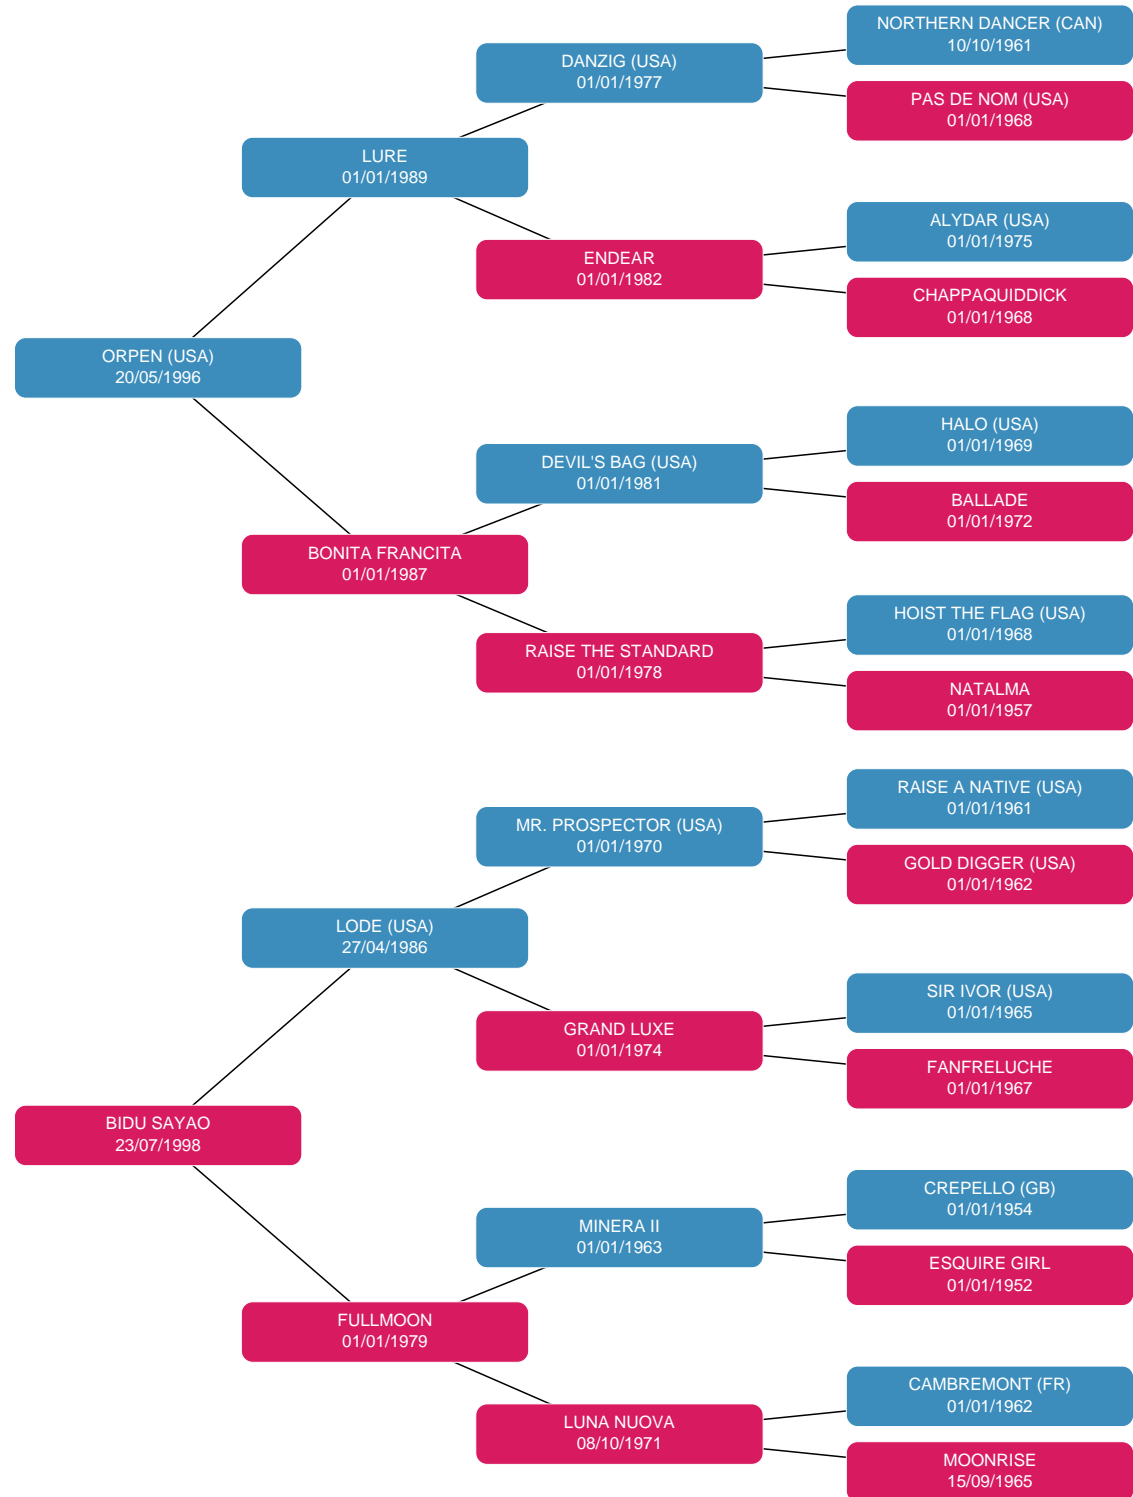 NORTHERN DANCER (CAN)
10/10/1961
DANZIG (USA)
01/01/1977
PAS DE NOM (USA)
01/01/1968
LURE
01/01/1989
ALYDAR (USA)
01/01/1975
ENDEAR
01/01/1982
CHAPPAQUIDDICK
01/01/1968
ORPEN (USA)
20/05/1996
HALO (USA)
01/01/1969
DEVIL'S BAG (USA)
01/01/1981
BALLADE
01/01/1972
BONITA FRANCITA
01/01/1987
HOIST THE FLAG (USA)
01/01/1968
RAISE THE STANDARD
01/01/1978
NATALMA
01/01/1957
RAISE A NATIVE (USA)
01/01/1961
MR. PROSPECTOR (USA)
01/01/1970
GOLD DIGGER (USA)
01/01/1962
LODE (USA)
27/04/1986
SIR IVOR (USA)
01/01/1965
GRAND LUXE
01/01/1974
FANFRELUCHE
01/01/1967
BIDU SAYAO
23/07/1998
CREPELLO (GB)
01/01/1954
MINERA II
01/01/1963
ESQUIRE GIRL
01/01/1952
FULLMOON
01/01/1979
CAMBREMONT (FR)
01/01/1962
LUNA NUOVA
08/10/1971
MOONRISE
15/09/1965